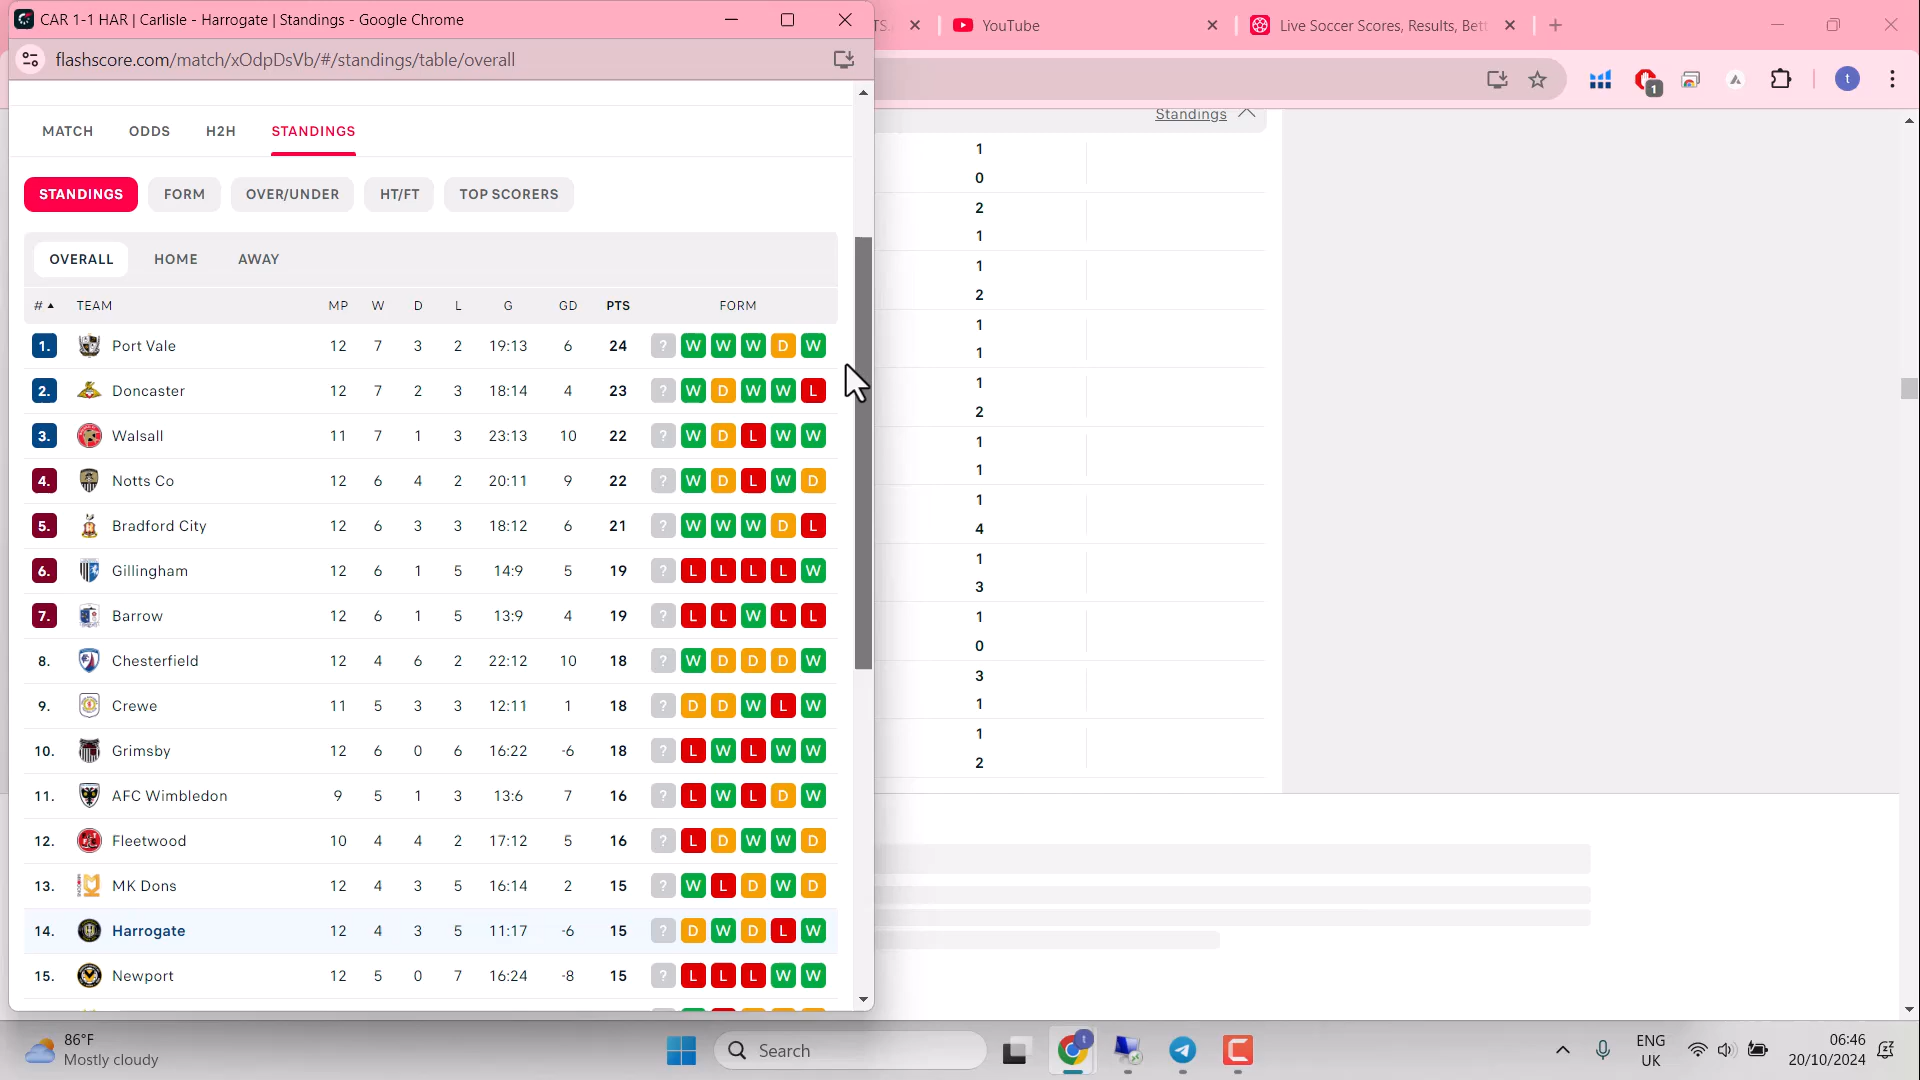 CAR 1-1 HAR | Carlisle - Harrogate | Standings - Google Chrome
YouTube
Live Soccer Scores, Results, Bett
flashscore.com/match/xOdpDsVb/#/standings/table/overall
1
t
MATCH ODDS H2H STANDINGS
STANDINGS FORM OVER/UNDER HT/FT TOP SCORERS
OVERALL HOME AWAY
# TEAM MP W D L G GD PTS FORM
1. Port Vale 12 7 3 2 19:13 6 24 ? W W W D W
2. Doncaster 12 7 2 3 18:14 4 23 ? W D W W L
3. Walsall 11 7 1 3 23:13 10 22 ? W D L W W
4. Notts Co 12 6 4 2 20:11 9 22 ? W D L W D
5. Bradford City 12 6 3 3 18:12 6 21 ? W W W D L
6. Gillingham 12 6 1 5 14:9 5 19 ? L L L L W
7. Barrow 12 6 1 5 13:9 4 19 ? L L W L L
8. Chesterfield 12 4 6 2 22:12 10 18 ? W D D D W
9. Crewe 11 5 3 3 12:11 1 18 ? D D W L W
10. Grimsby 12 6 0 6 16:22 -6 18 ? L W L W W
11. AFC Wimbledon 9 5 1 3 13:6 7 16 ? L W L D W
12. Fleetwood 10 4 4 2 17:12 5 16 ? L D W W D
13. MK Dons 12 4 3 5 16:14 2 15 ? W L D W D
14. Harrogate 12 4 3 5 11:17 -6 15 ? D W D L W
15. Newport 12 5 0 7 16:24 -8 15 ? L L L W W
Standings
1
0
2
1
1
2
1
1
1
2
1
1
1
4
1
3
1
0
3
1
1
2
86°F
Mostly cloudy
Search
t
ENG
UK
06:46
20/10/2024